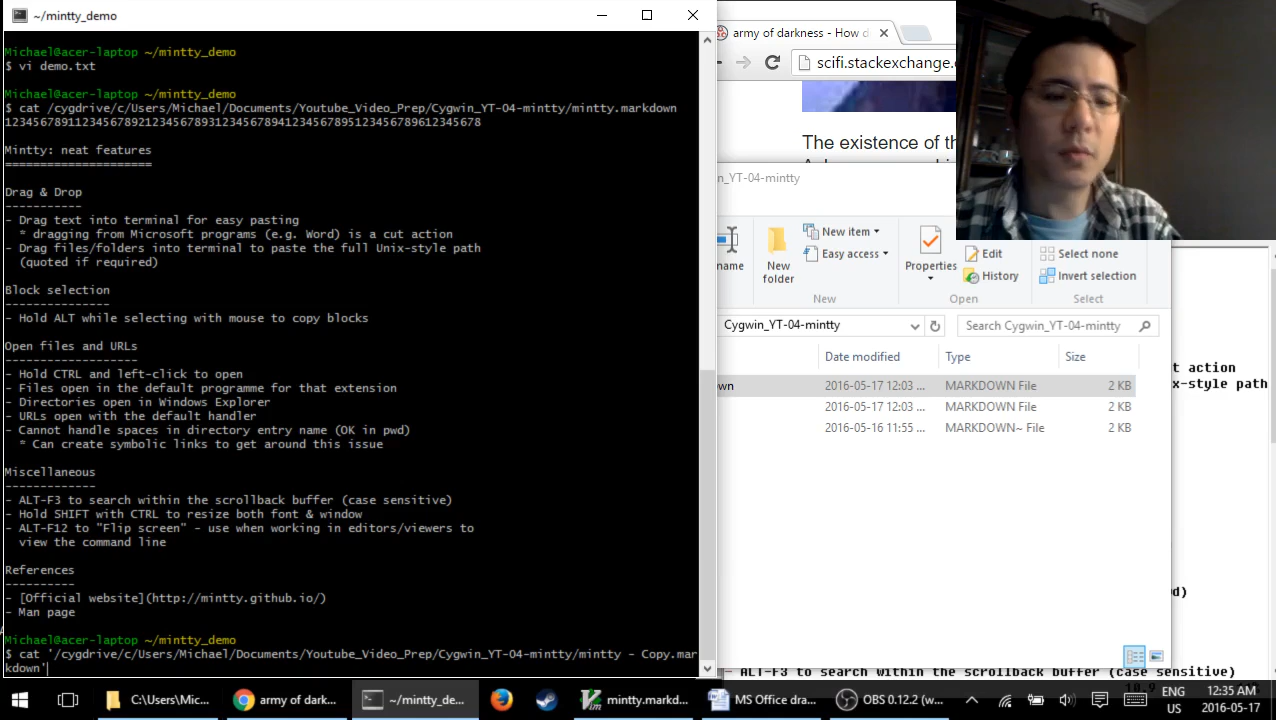 ~/mintty_demo
Michael@acer-laptop ~/mintty_demo
$ vi demo.txt
Michael@acer-laptop ~/mintty_demo
$ cat /cygdrive/c/Users/Michael/Documents/Youtube_Video_Prep/Cygwin_YT-04-mintty/mintty.markdown
12345678911234567892123456789312345678941234567895123456789612345678
Mintty: neat features
=====================
Drag & Drop
-----------
- Drag text into terminal for easy pasting
* dragging from Microsoft programs (e.g. Word) is a cut action
- Drag files/folders into terminal to paste the full Unix-style path
(quoted if required)
Block selection
---------------
- Hold ALT while selecting with mouse to copy blocks
Open files and URLs
-------------------
- Hold CTRL and left-click to open
- Files open in the default programme for that extension
- Directories open in Windows Explorer
- URLs open with the default handler
- Cannot handle spaces in directory entry name (OK in pwd)
* Can create symbolic links to get around this issue
Miscellaneous
-------------
- ALT-F3 to search within the scrollback buffer (case sensitive)
- Hold SHIFT with CTRL to resize both font & window
- ALT-F12 to "Flip screen" - use when working in editors/viewers to
view the command line
References
----------
- [Official website](http://mintty.github.io/)
- Man page
Michael@acer-laptop ~/mintty_demo
$ cat '/cygdrive/c/Users/Michael/Documents/Youtube_Video_Prep/Cygwin_YT-04-mintty/mintty - Copy.mar
kdown'
army of darkness - How d
scifi.stackexchange.
The existence of th
n_YT-04-mintty
name
New folder
New item
Easy access
New
Properties
Edit
History
Open
Select none
Invert selection
Select
Cygwin_YT-04-mintty
Search Cygwin_YT-04-mintty
Date modified Type Size
own 2016-05-17 12:03 ... MARKDOWN File 2 KB
2016-05-17 12:03 ... MARKDOWN File 2 KB
2016-05-16 11:55 ... MARKDOWN~ File 2 KB
t action
x-style path
d)
- ALT-F3 to search within the scrollback buffer (case sensitive)
C:\Users\Mic...
army of dark...
~/mintty_de...
mintty.markd...
MS Office dra...
OBS 0.12.2 (w...
ENG
US
12:35 AM
2016-05-17